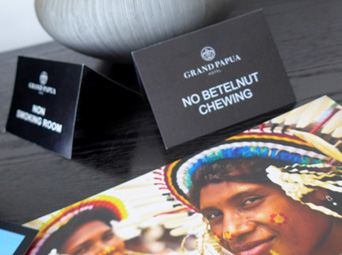 GRAND PAPUA
HOTEL
NON
SMOKING ROOM
GRAND PAPUA
HOTEL
NO BETELNUT
CHEWING